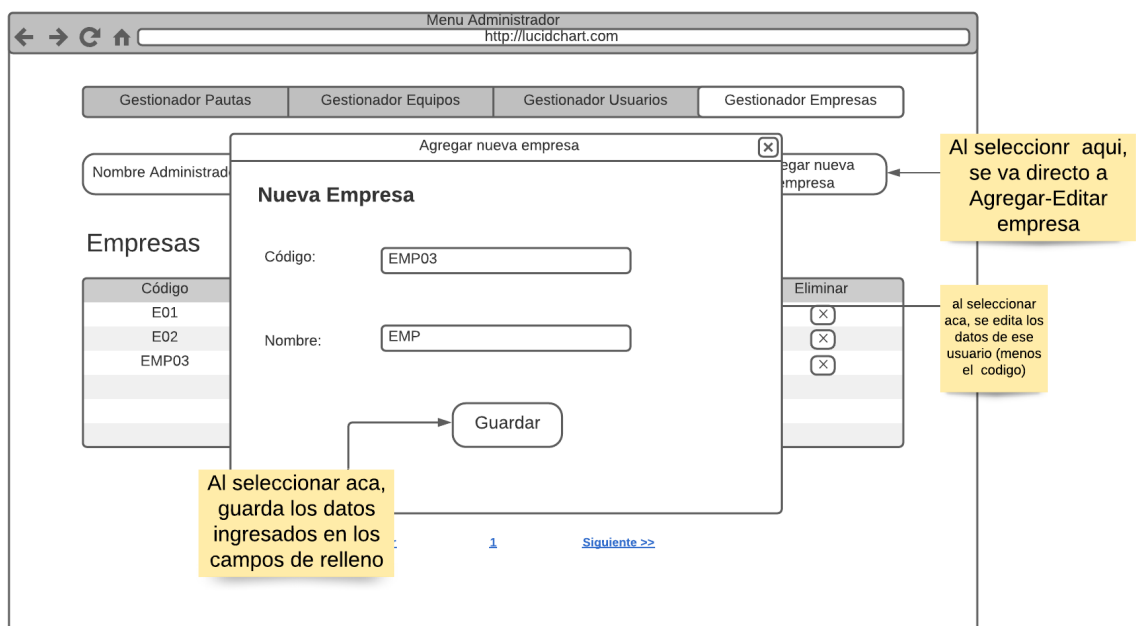 Menu Administrador
http://lucidchart.com
Gestionador Pautas
Gestionador Equipos
Gestionador Usuarios
Gestionador Empresas
Agregar nueva empresa
Nombre Administrad
egar nueva
empresa
Al seleccionr aqui,
se va directo a
Agregar-Editar
empresa
Nueva Empresa
Empresas
Código:
EMP03
Código
Eliminar
E01
E02
EMP03
al seleccionar
aca, se edita los
datos de ese
usuario (menos
el codigo)
Nombre:
EMP
Guardar
Al seleccionar aca,
guarda los datos
ingresados en los
campos de relleno
1
Siguiente >>